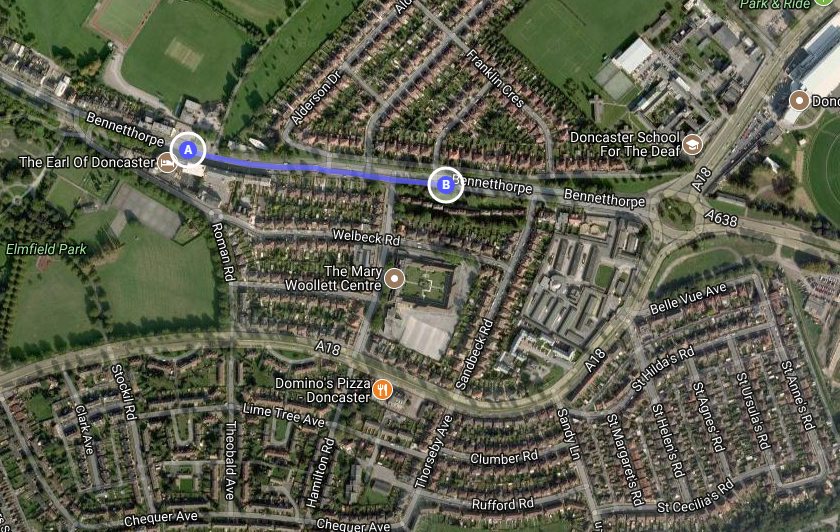 Park & Ride
Alderson Dr
Franklin Cres
Bennetthorpe
A
The Earl Of Doncaster
Doncaster School
For The Deaf
A18
B
Bennetthorpe
Bennetthorpe
A638
Elmfield Park
Roman Rd
Welbeck Rd
The Mary
Woollett Centre
Belle Vue Ave
A18
Sandbeck Rd
A18
St Hilda's Rd
Domino's Pizza
- Doncaster
Stockil Rd
Clark Ave
Theobald Ave
Lime Tree Ave
Hamilton Rd
Thoresby Ave
Clumber Rd
Rufford Rd
Sandy Ln
St Margarets Rd
St Helen's Rd
St Agnes' Rd
St Ursula's Rd
St Anne's Rd
St Cecilia's Rd
Chequer Ave
Chequer Ave